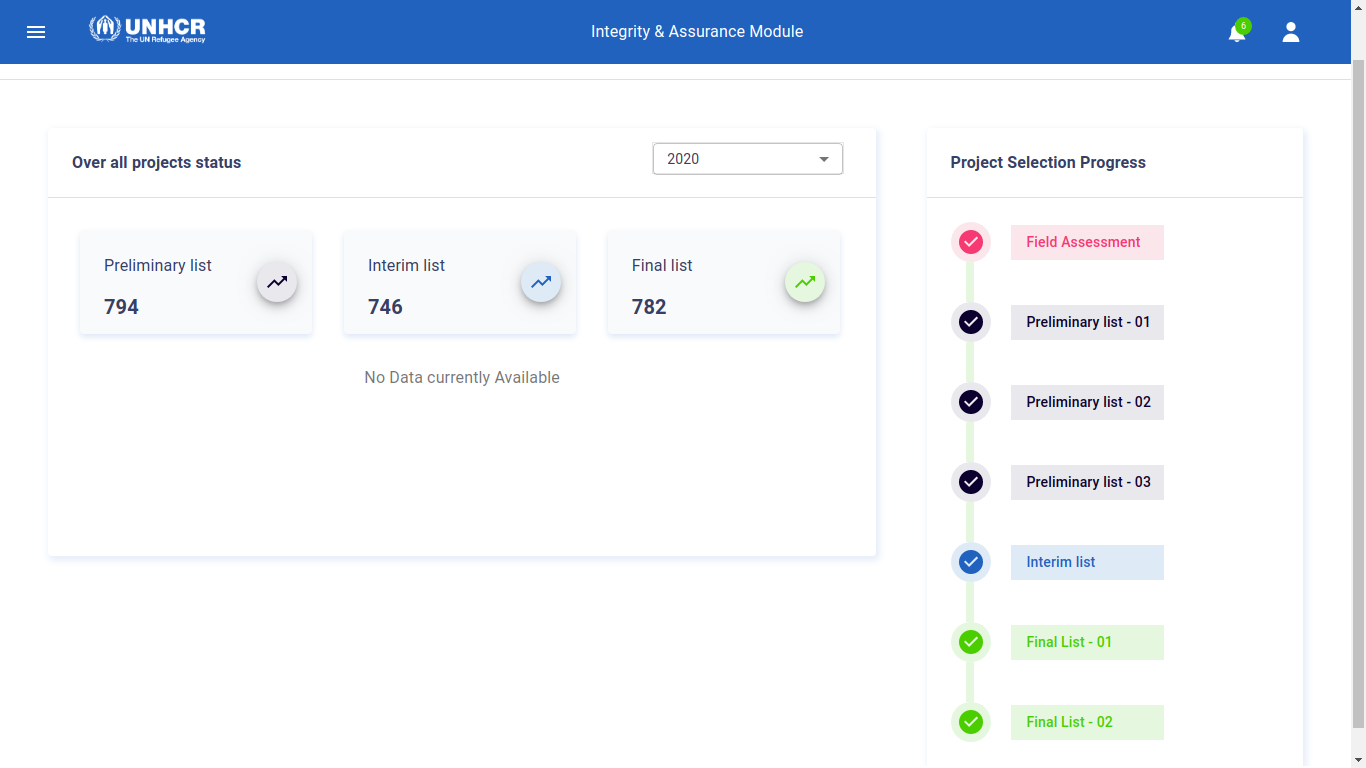 UNHCR
The UN Refugee Agency
Integrity & Assurance Module
6
Over all projects status
2020
Preliminary list
794
Interim list
746
Final list
782
No Data currently Available
Project Selection Progress
Field Assessment
Preliminary list - 01
Preliminary list - 02
Preliminary list - 03
Interim list
Final List - 01
Final List - 02